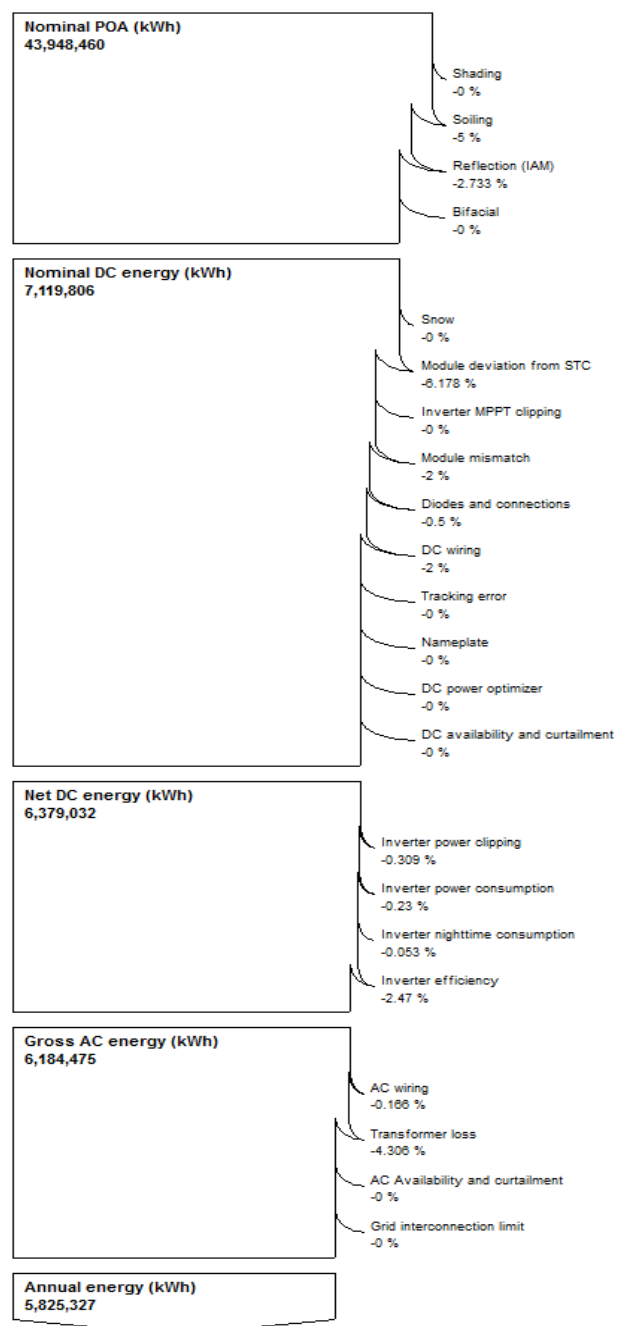 Nominal POA (kWh)
43,948,460
Shading
-0 %
Soiling
-5 %
Reflection (IAM)
-2.733 %
Bifacial
-0 %
Nominal DC energy (kWh)
7,119,806
Snow
-0 %
Module deviation from STC
-6.178 %
Inverter MPPT clipping
-0 %
Module mismatch
-2 %
Diodes and connections
-0.5 %
DC wiring
-2 %
Tracking error
-0 %
Nameplate
-0 %
DC power optimizer
-0 %
DC availability and curtailment
-0 %
Net DC energy (kWh)
6,379,032
Inverter power clipping
-0.309 %
Inverter power consumption
-0.23 %
Inverter nighttime consumption
-0.053 %
Inverter efficiency
-2.47 %
Gross AC energy (kWh)
6,184,475
AC wiring
-0.166 %
Transformer loss
-4.306 %
AC Availability and curtailment
-0 %
Grid interconnection limit
-0 %
Annual energy (kWh)
5,825,327